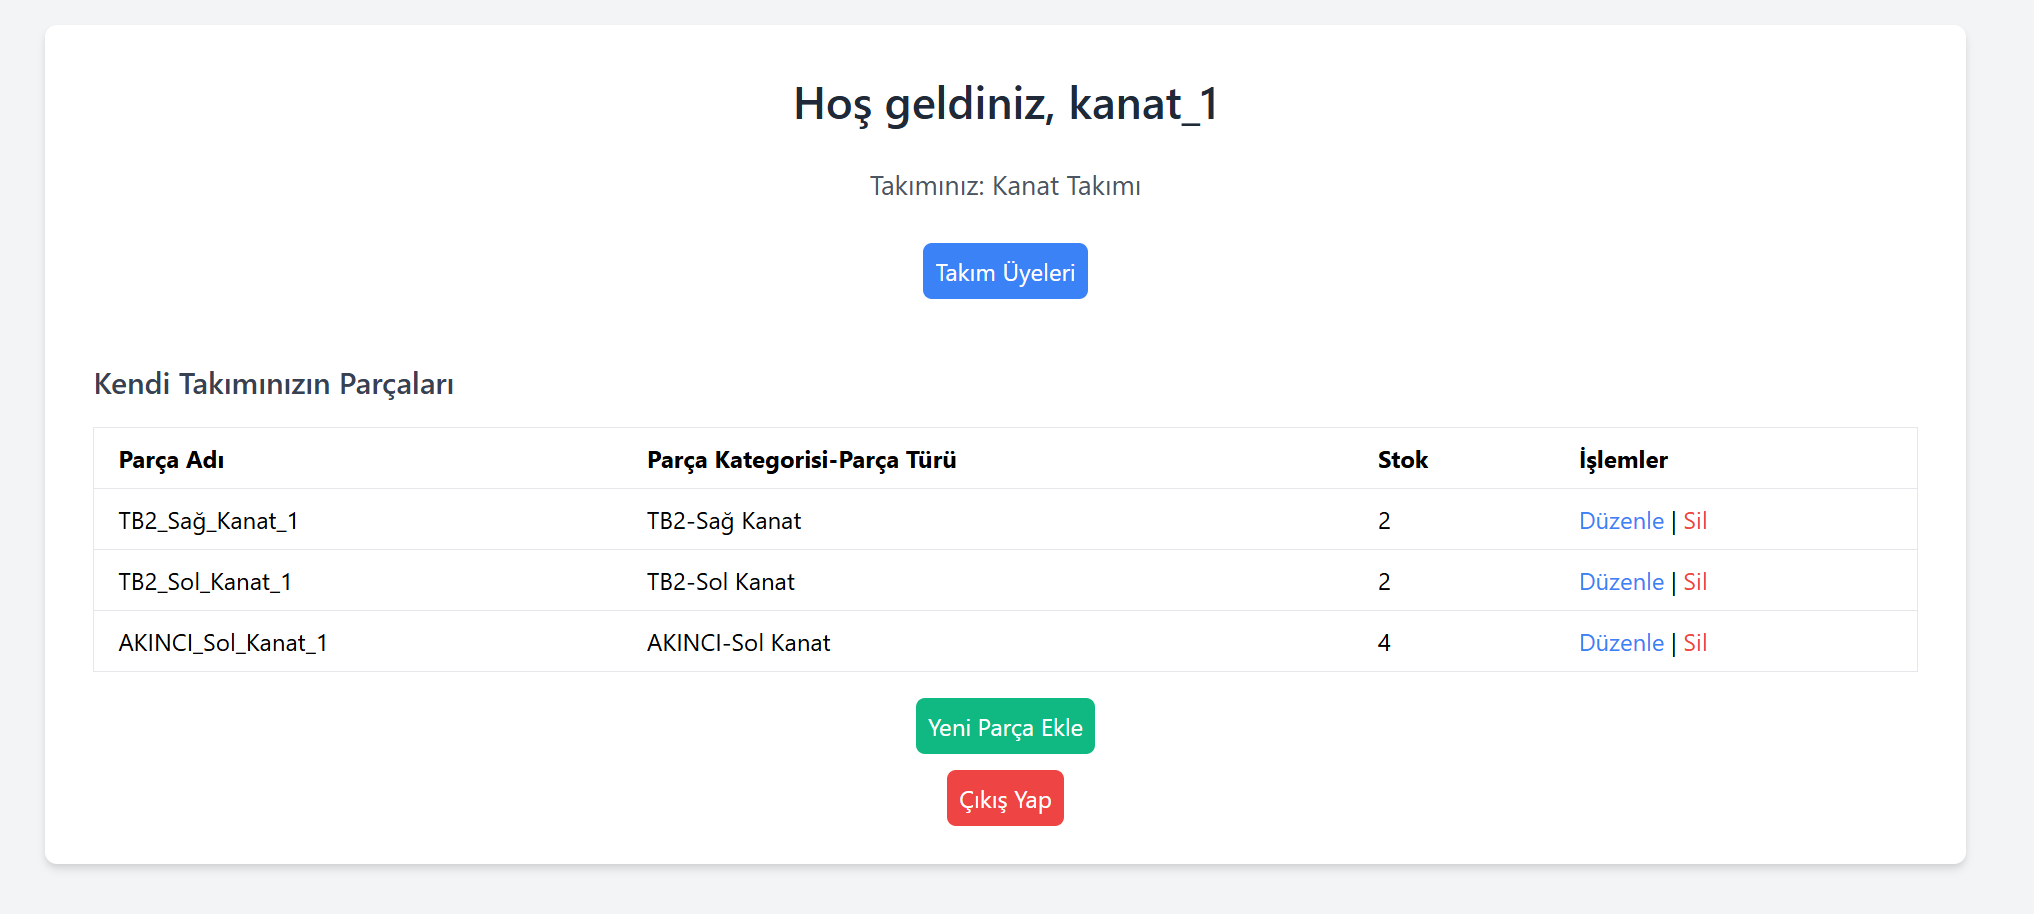 Hoş geldiniz, kanat_1
Takımınız: Kanat Takımı
Takım Üyeleri
Kendi Takımınızın Parçaları
Parça Adı Parça Kategorisi-Parça Türü Stok İşlemler
TB2_Sağ_Kanat_1 TB2-Sağ Kanat 2 Düzenle | Sil
TB2_Sol_Kanat_1 TB2-Sol Kanat 2 Düzenle | Sil
AKINCI_Sol_Kanat_1 AKINCI-Sol Kanat 4 Düzenle | Sil
Yeni Parça Ekle
Çıkış Yap